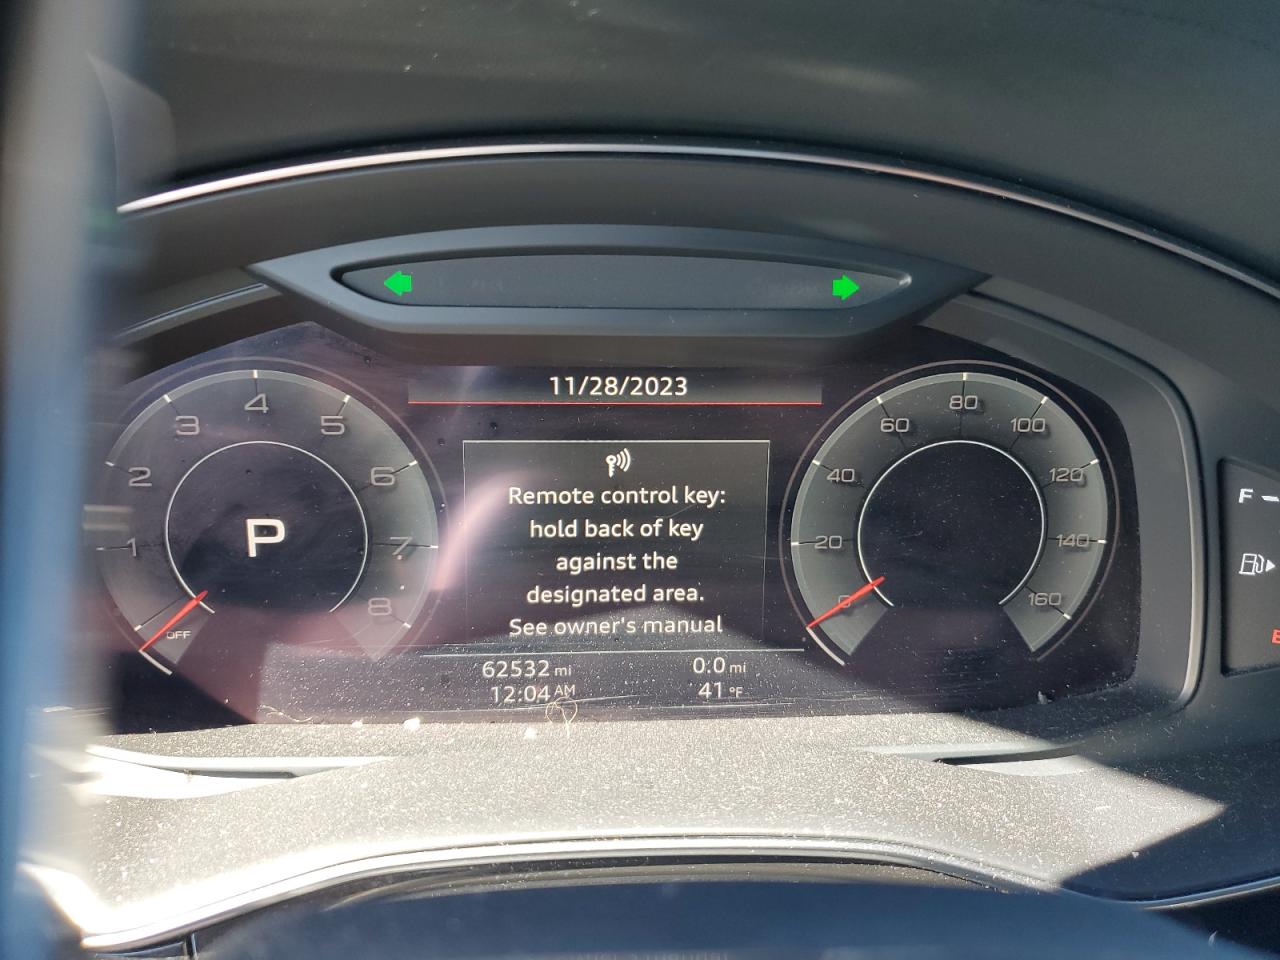 11/28/2023
Remote control key:
hold back of key
against the
designated area.
See owner's manual
62532 mi
0.0 mi
12:04 AM
41 °F
1
2
3
4
5
6
7
8
P
OFF
0
20
40
60
80
100
120
140
160
F
E